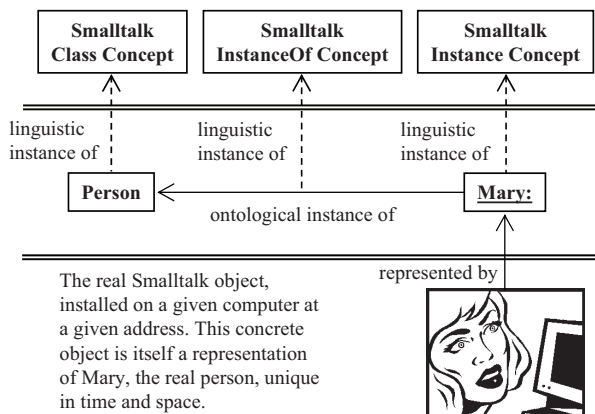 Smalltalk
Class Concept
Smalltalk
InstanceOf Concept
Smalltalk
Instance Concept
linguistic
instance of
linguistic
instance of
linguistic
instance of
Person
Mary:
ontological instance of
represented by
The real Smalltalk object,
installed on a given computer at
a given address. This concrete
object is itself a representation
of Mary, the real person, unique
in time and space.